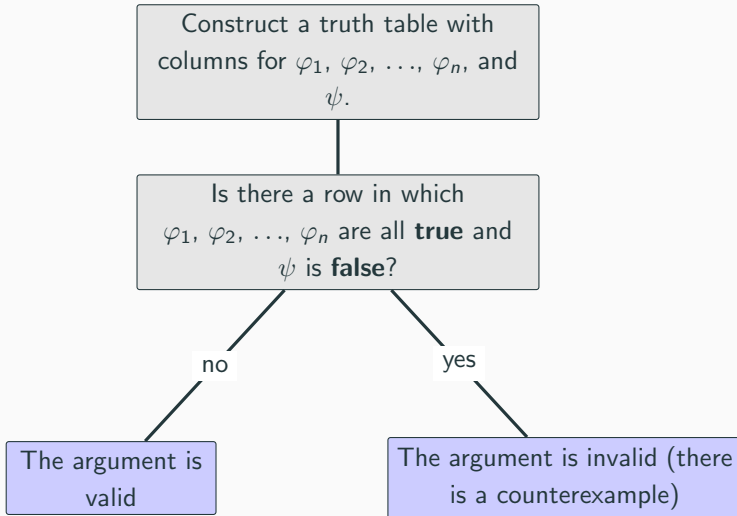 Construct a truth table with
columns for φ₁, φ₂, …, φₙ, and
ψ.
Is there a row in which
φ₁, φ₂, …, φₙ are all true and
ψ is false?
no
yes
The argument is
valid
The argument is invalid (there
is a counterexample)